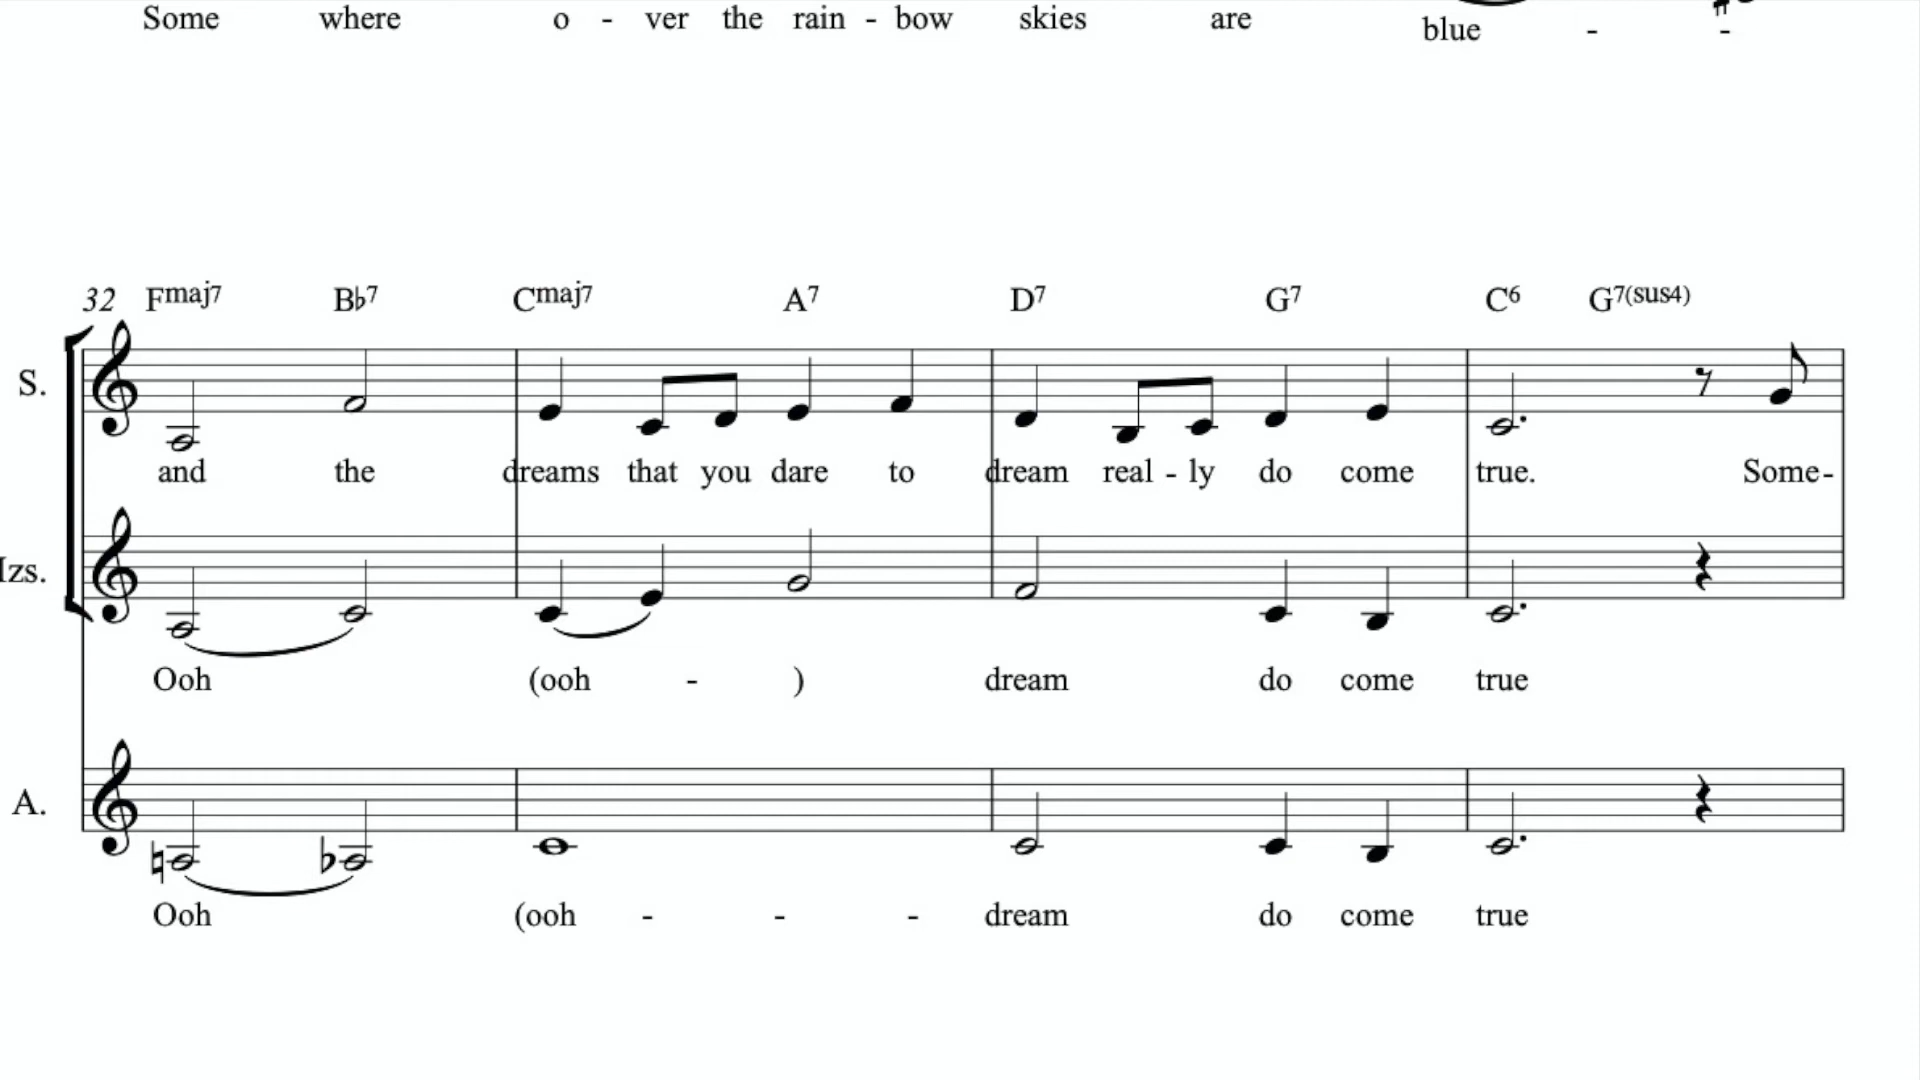 Some where o - ver the rain - bow skies are blue - -
32 Fmaj7 B♭7 Cmaj7 A7 D7 G7 C6 G7(sus4)
S.
and the dreams that you dare to dream real - ly do come true. Some-
zs.
Ooh (ooh - ) dream do come true
A.
Ooh (ooh - - - dream do come true